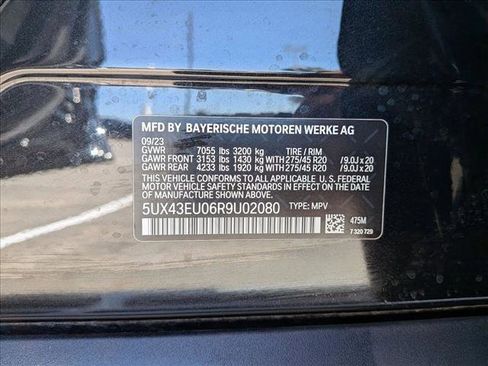 MFD BY BAYERISCHE MOTOREN WERKE AG
09/23
GVWR 7055 lbs 3200 kg TIRE / RIM
GAWR FRONT 3153 lbs 1430 kg WITH 275/45 R20 /9.0J x 20
GAWR REAR 4233 lbs 1920 kg WITH 275/45 R20 /9.0J x 20
THIS VEHICLE CONFORMS TO ALL APPLICABLE U.S. FEDERAL
MOTOR VEHICLE SAFETY STANDARDS IN EFFECT ON THE
DATE OF MANUFACTURE SHOWN ABOVE.
5UX43EU06R9U02080 TYPE: MPV 475M
7 320 729